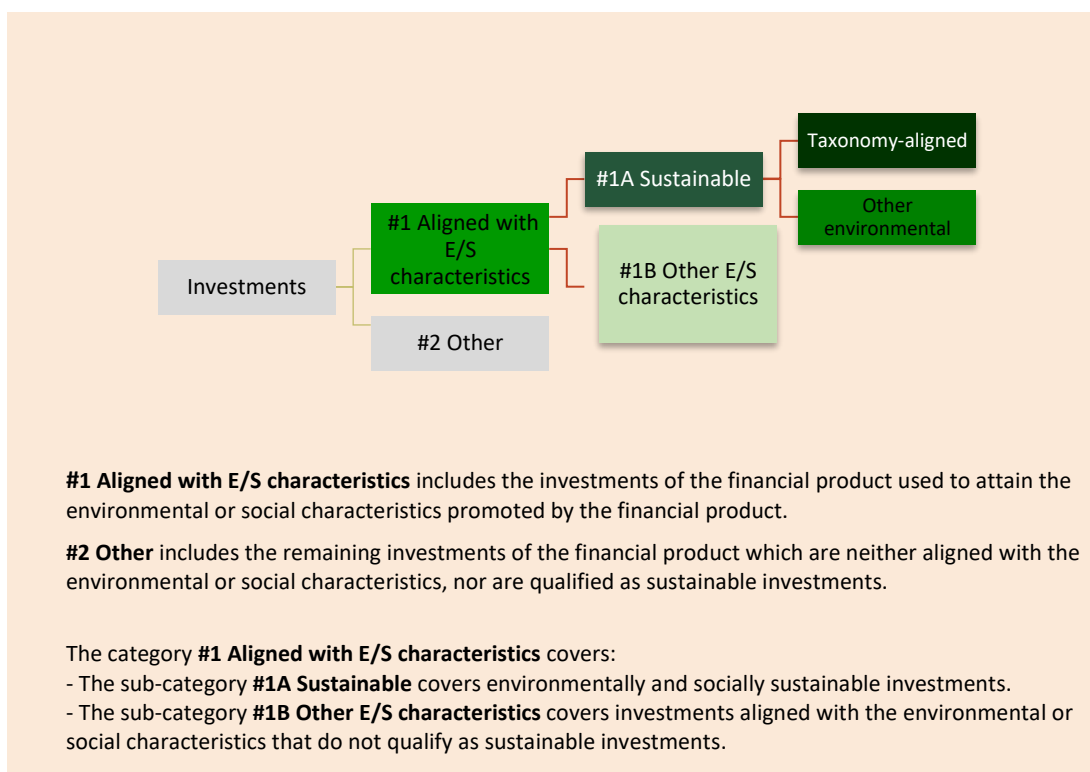 Taxonomy-aligned
#1A Sustainable
Other
environmental
#1 Aligned with
E/S
characteristics
#1B Other E/S
characteristics
Investments
#2 Other
#1 Aligned with E/S characteristics includes the investments of the financial product used to attain the
environmental or social characteristics promoted by the financial product.
#2 Other includes the remaining investments of the financial product which are neither aligned with the
environmental or social characteristics, nor are qualified as sustainable investments.
The category #1 Aligned with E/S characteristics covers:
- The sub-category #1A Sustainable covers environmentally and socially sustainable investments.
- The sub-category #1B Other E/S characteristics covers investments aligned with the environmental or
social characteristics that do not qualify as sustainable investments.